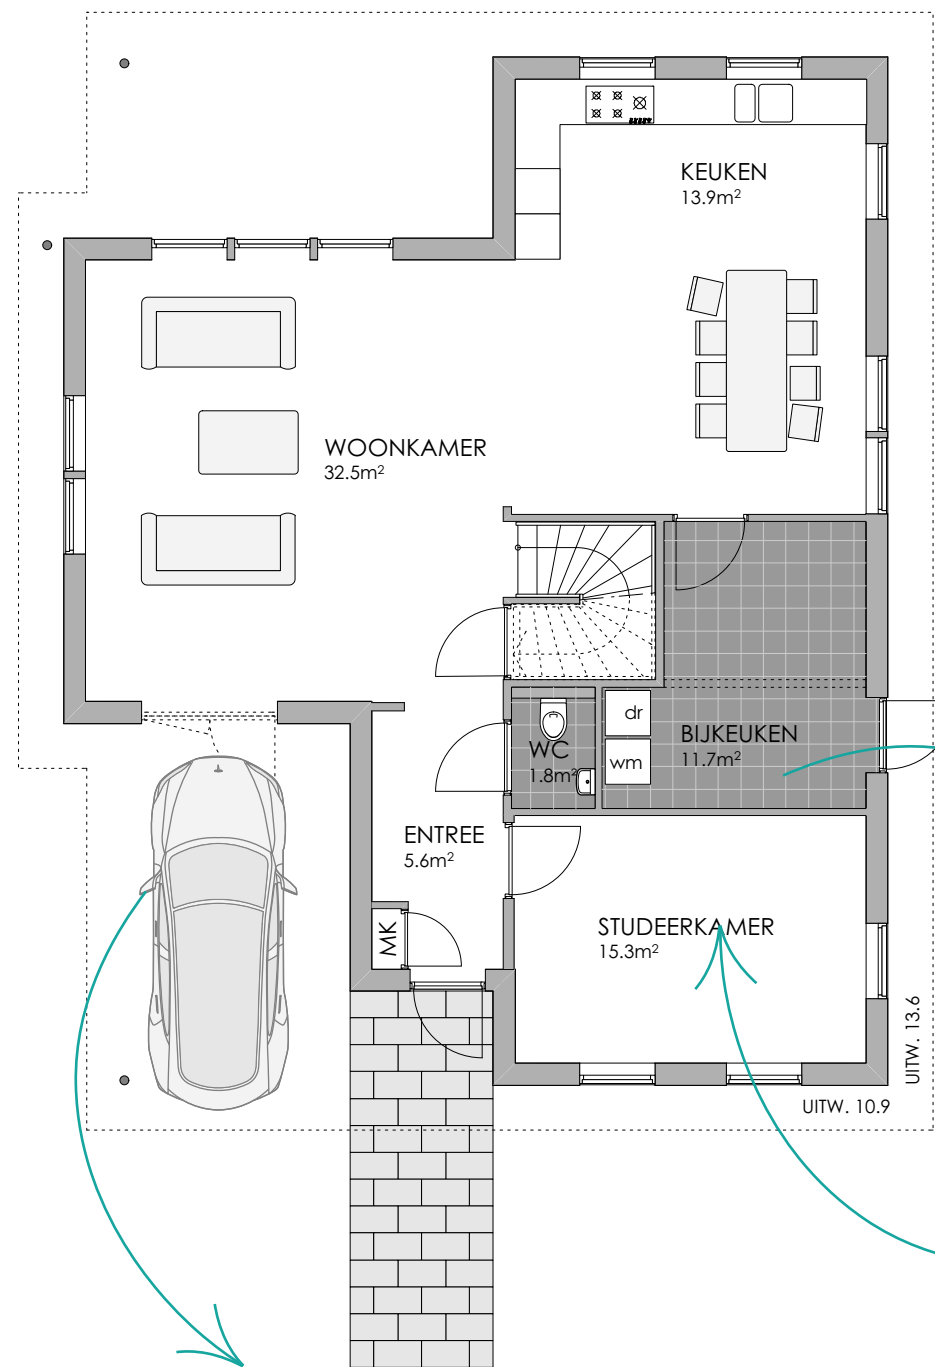 KEUKEN
13.9m²
WOONKAMER
32.5m²
dr
BIJKEUKEN
11.7m²
WC
1.8m²
wm
ENTREE
5.6m²
MK
STUDEERKAMER
15.3m²
UITW. 13.6
UITW. 10.9